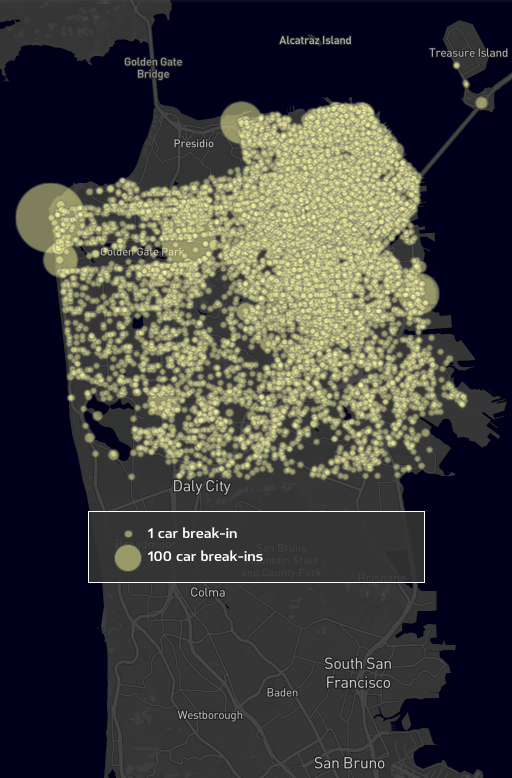 Alcatraz Island
Treasure Island
Golden Gate
Bridge
Presidio
Golden Gate Park
Daly City
1 car break-in
100 car break-ins
San Bruno
Mountain State
and County Park
Brisbane
Colma
South San
Francisco
Baden
Westborough
San Bruno